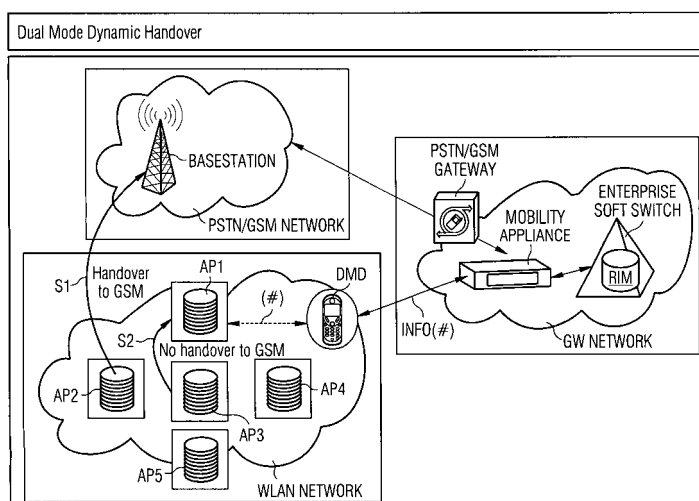 Dual Mode Dynamic Handover
BASESTATION
PSTN/GSM NETWORK
PSTN/GSM
GATEWAY
ENTERPRISE
SOFT SWITCH
MOBILITY
APPLIANCE
RIM
GW NETWORK
INFO(#)
S1
Handover
to GSM
AP1
(#)
DMD
S2
No handover to GSM
AP2
AP3
AP4
AP5
WLAN NETWORK